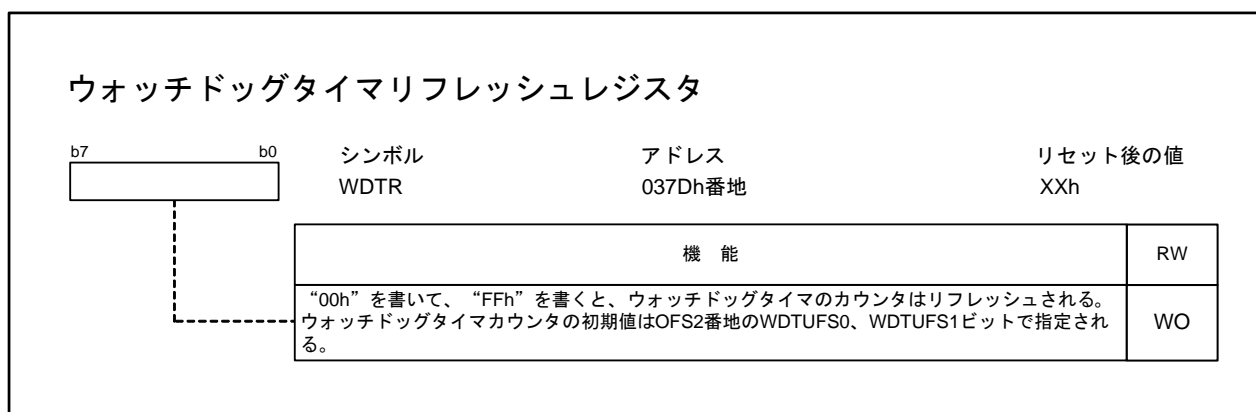 ウォッチドッグタイマリフレッシュレジスタ
b7 b0 シンボル アドレス リセット後の値
WDTR 037Dh番地 XXh
機 能 RW
“00h”を書いて、“FFh”を書くと、ウォッチドッグタイマのカウンタはリフレッシュされる。
ウォッチドッグタイマカウンタの初期値はOFS2番地のWDTUFS0、WDTUFS1ビットで指定され WO
る。